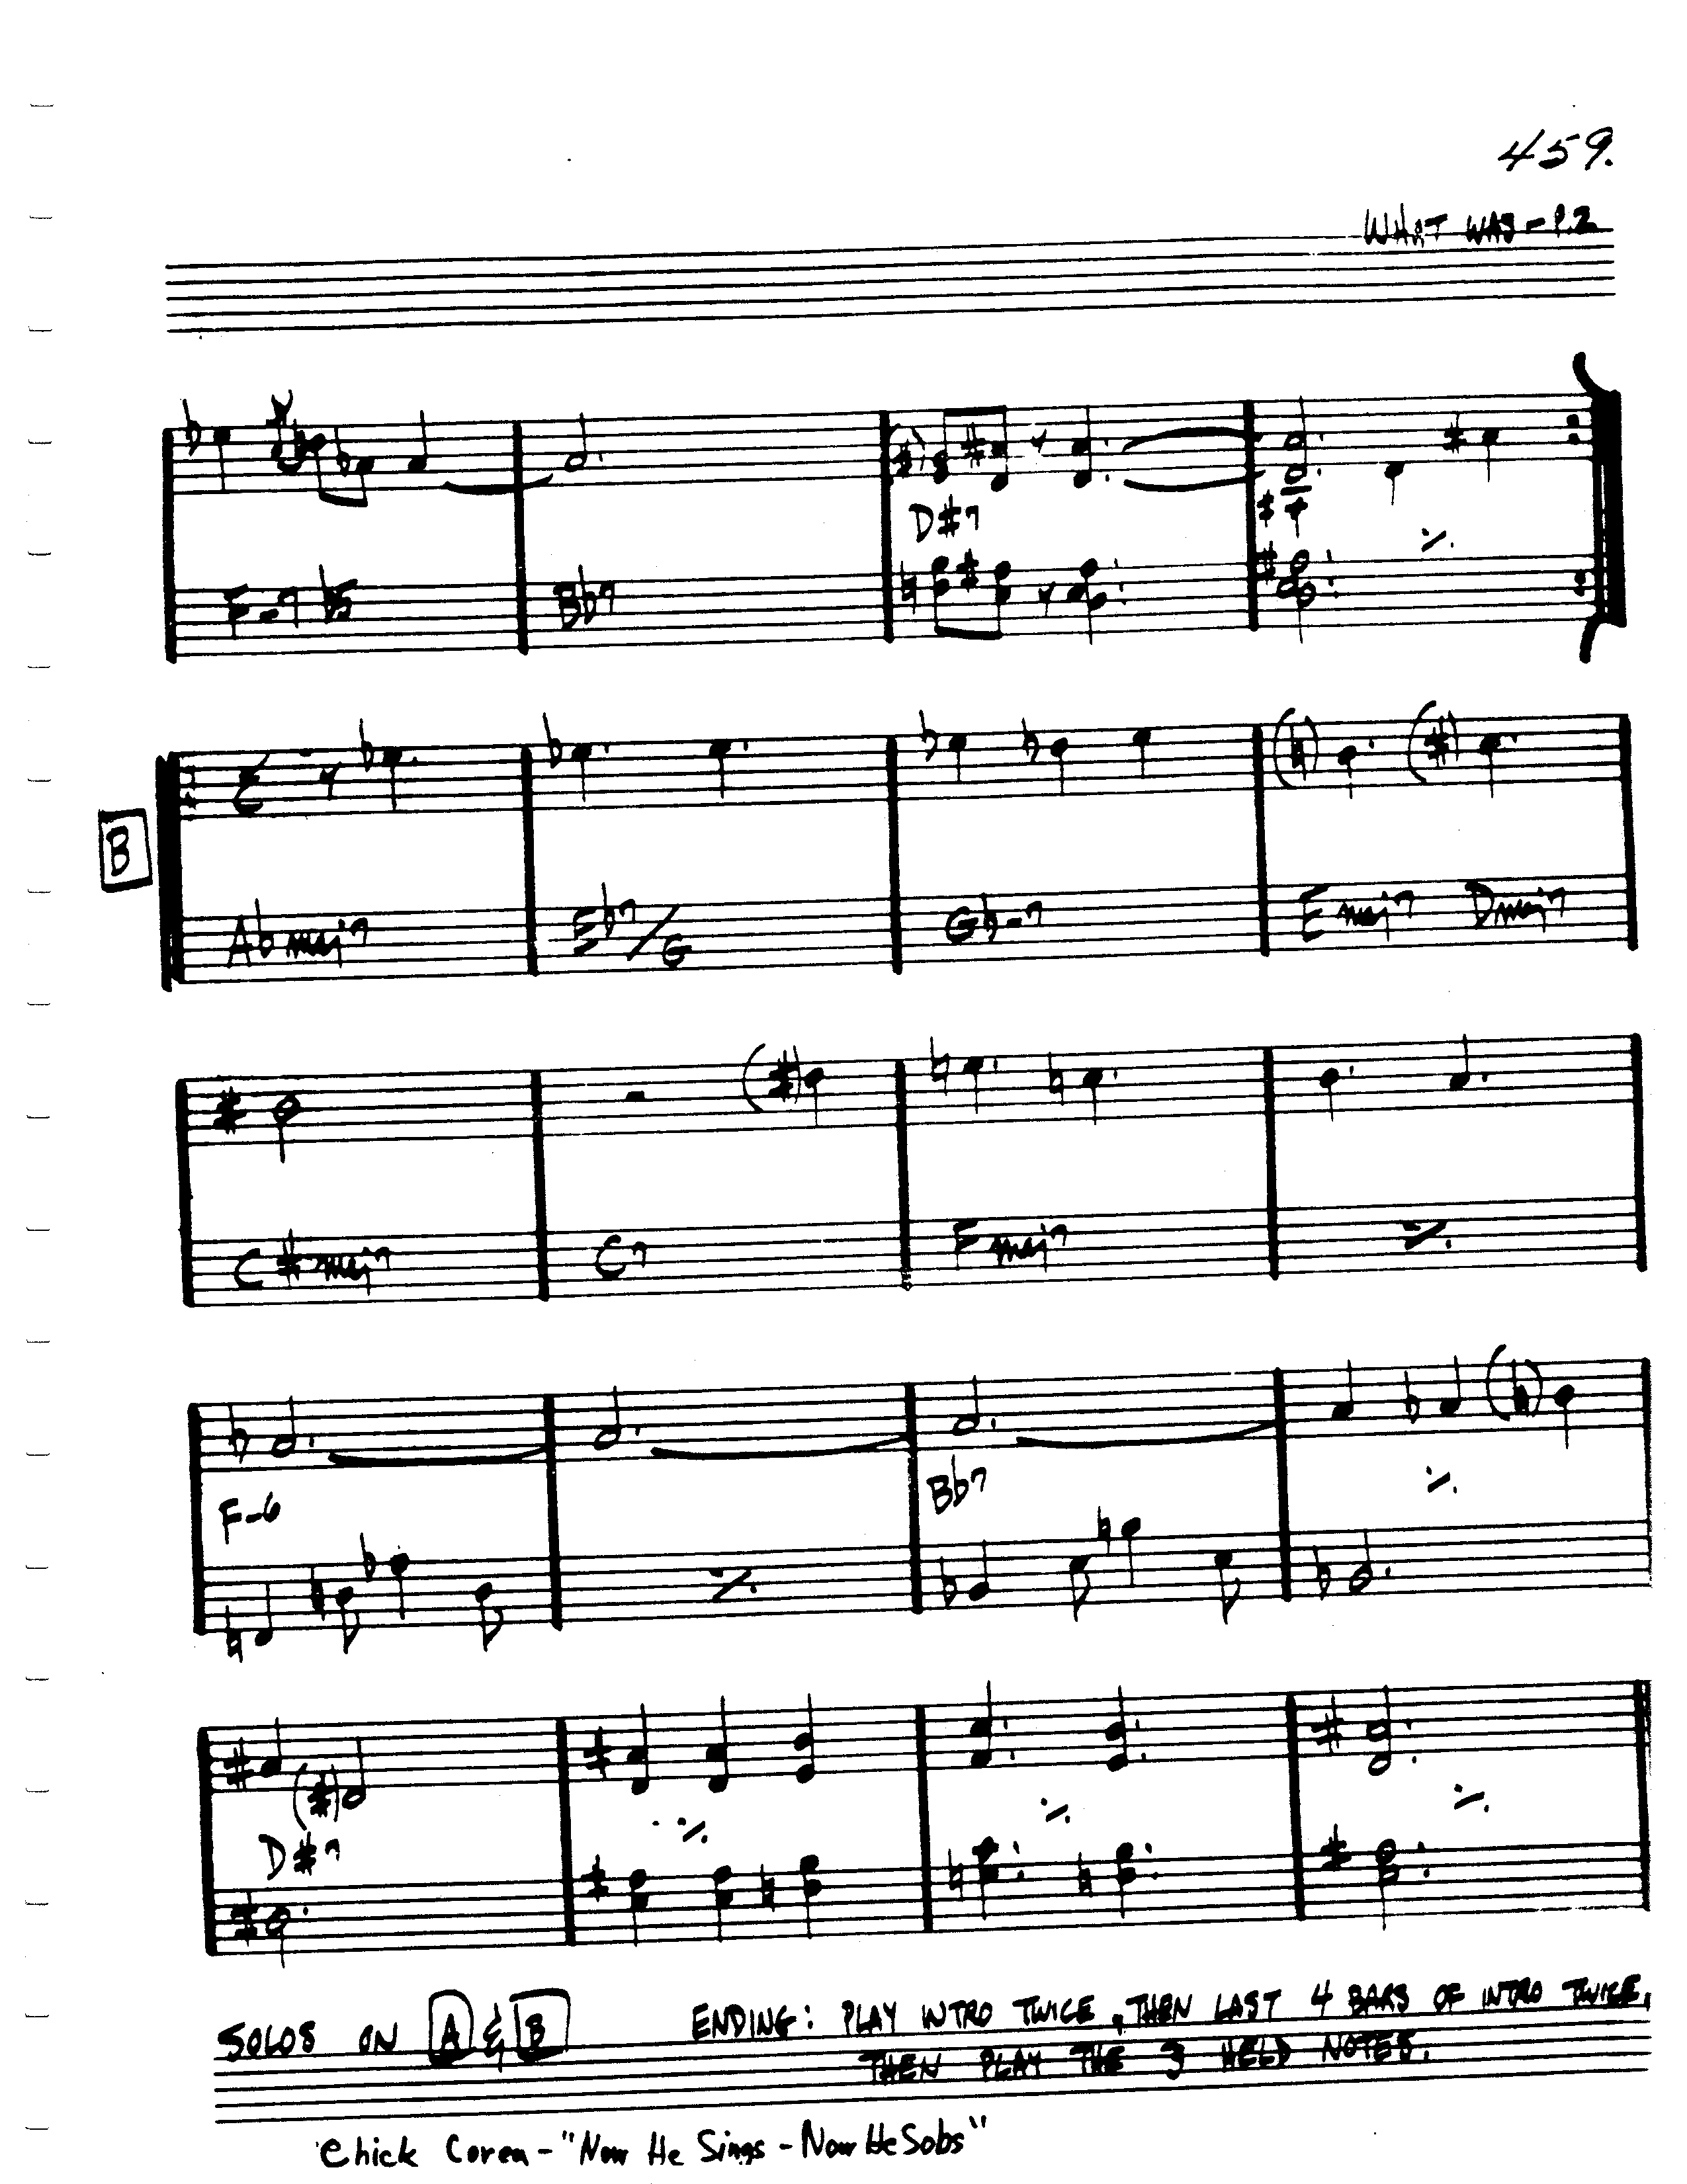 459.
WHAT WAS - P.2
D#7
F-7 b5 Bb7
B
Abmaj7 Eb7/G Gb-7 Emaj7 Dmaj7
C#maj7 C7 Fmaj7
F-6 Bb7
D#7
SOLOS ON A & B ENDING: PLAY INTRO TWICE, THEN LAST 4 BARS OF INTRO TWICE,
THEN PLAY THE 3 HELD NOTES.
Chick Corea - "Now He Sings - Now He Sobs"